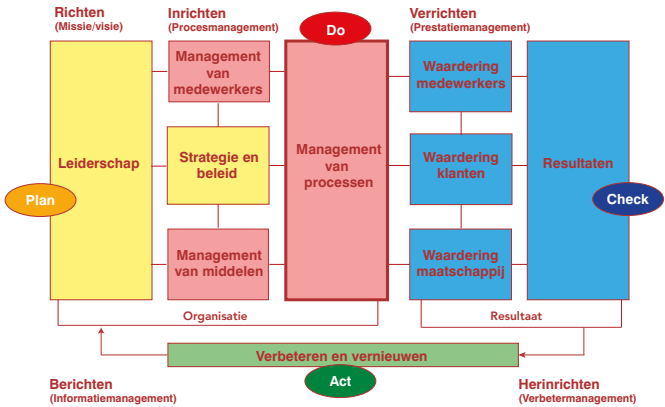 Richten
(Missie/visie)
Inrichten
(Procesmanagement)
Do
Verrichten
(Prestatiemanagement)
Management
van
medewerkers
Waardering
medewerkers
Leiderschap
Strategie en
beleid
Management
van
processen
Waardering
klanten
Resultaten
Plan
Check
Management
van middelen
Waardering
maatschappij
Organisatie
Resultaat
Verbeteren en vernieuwen
Act
Berichten
(Informatiemanagement)
Herinrichten
(Verbetermanagement)